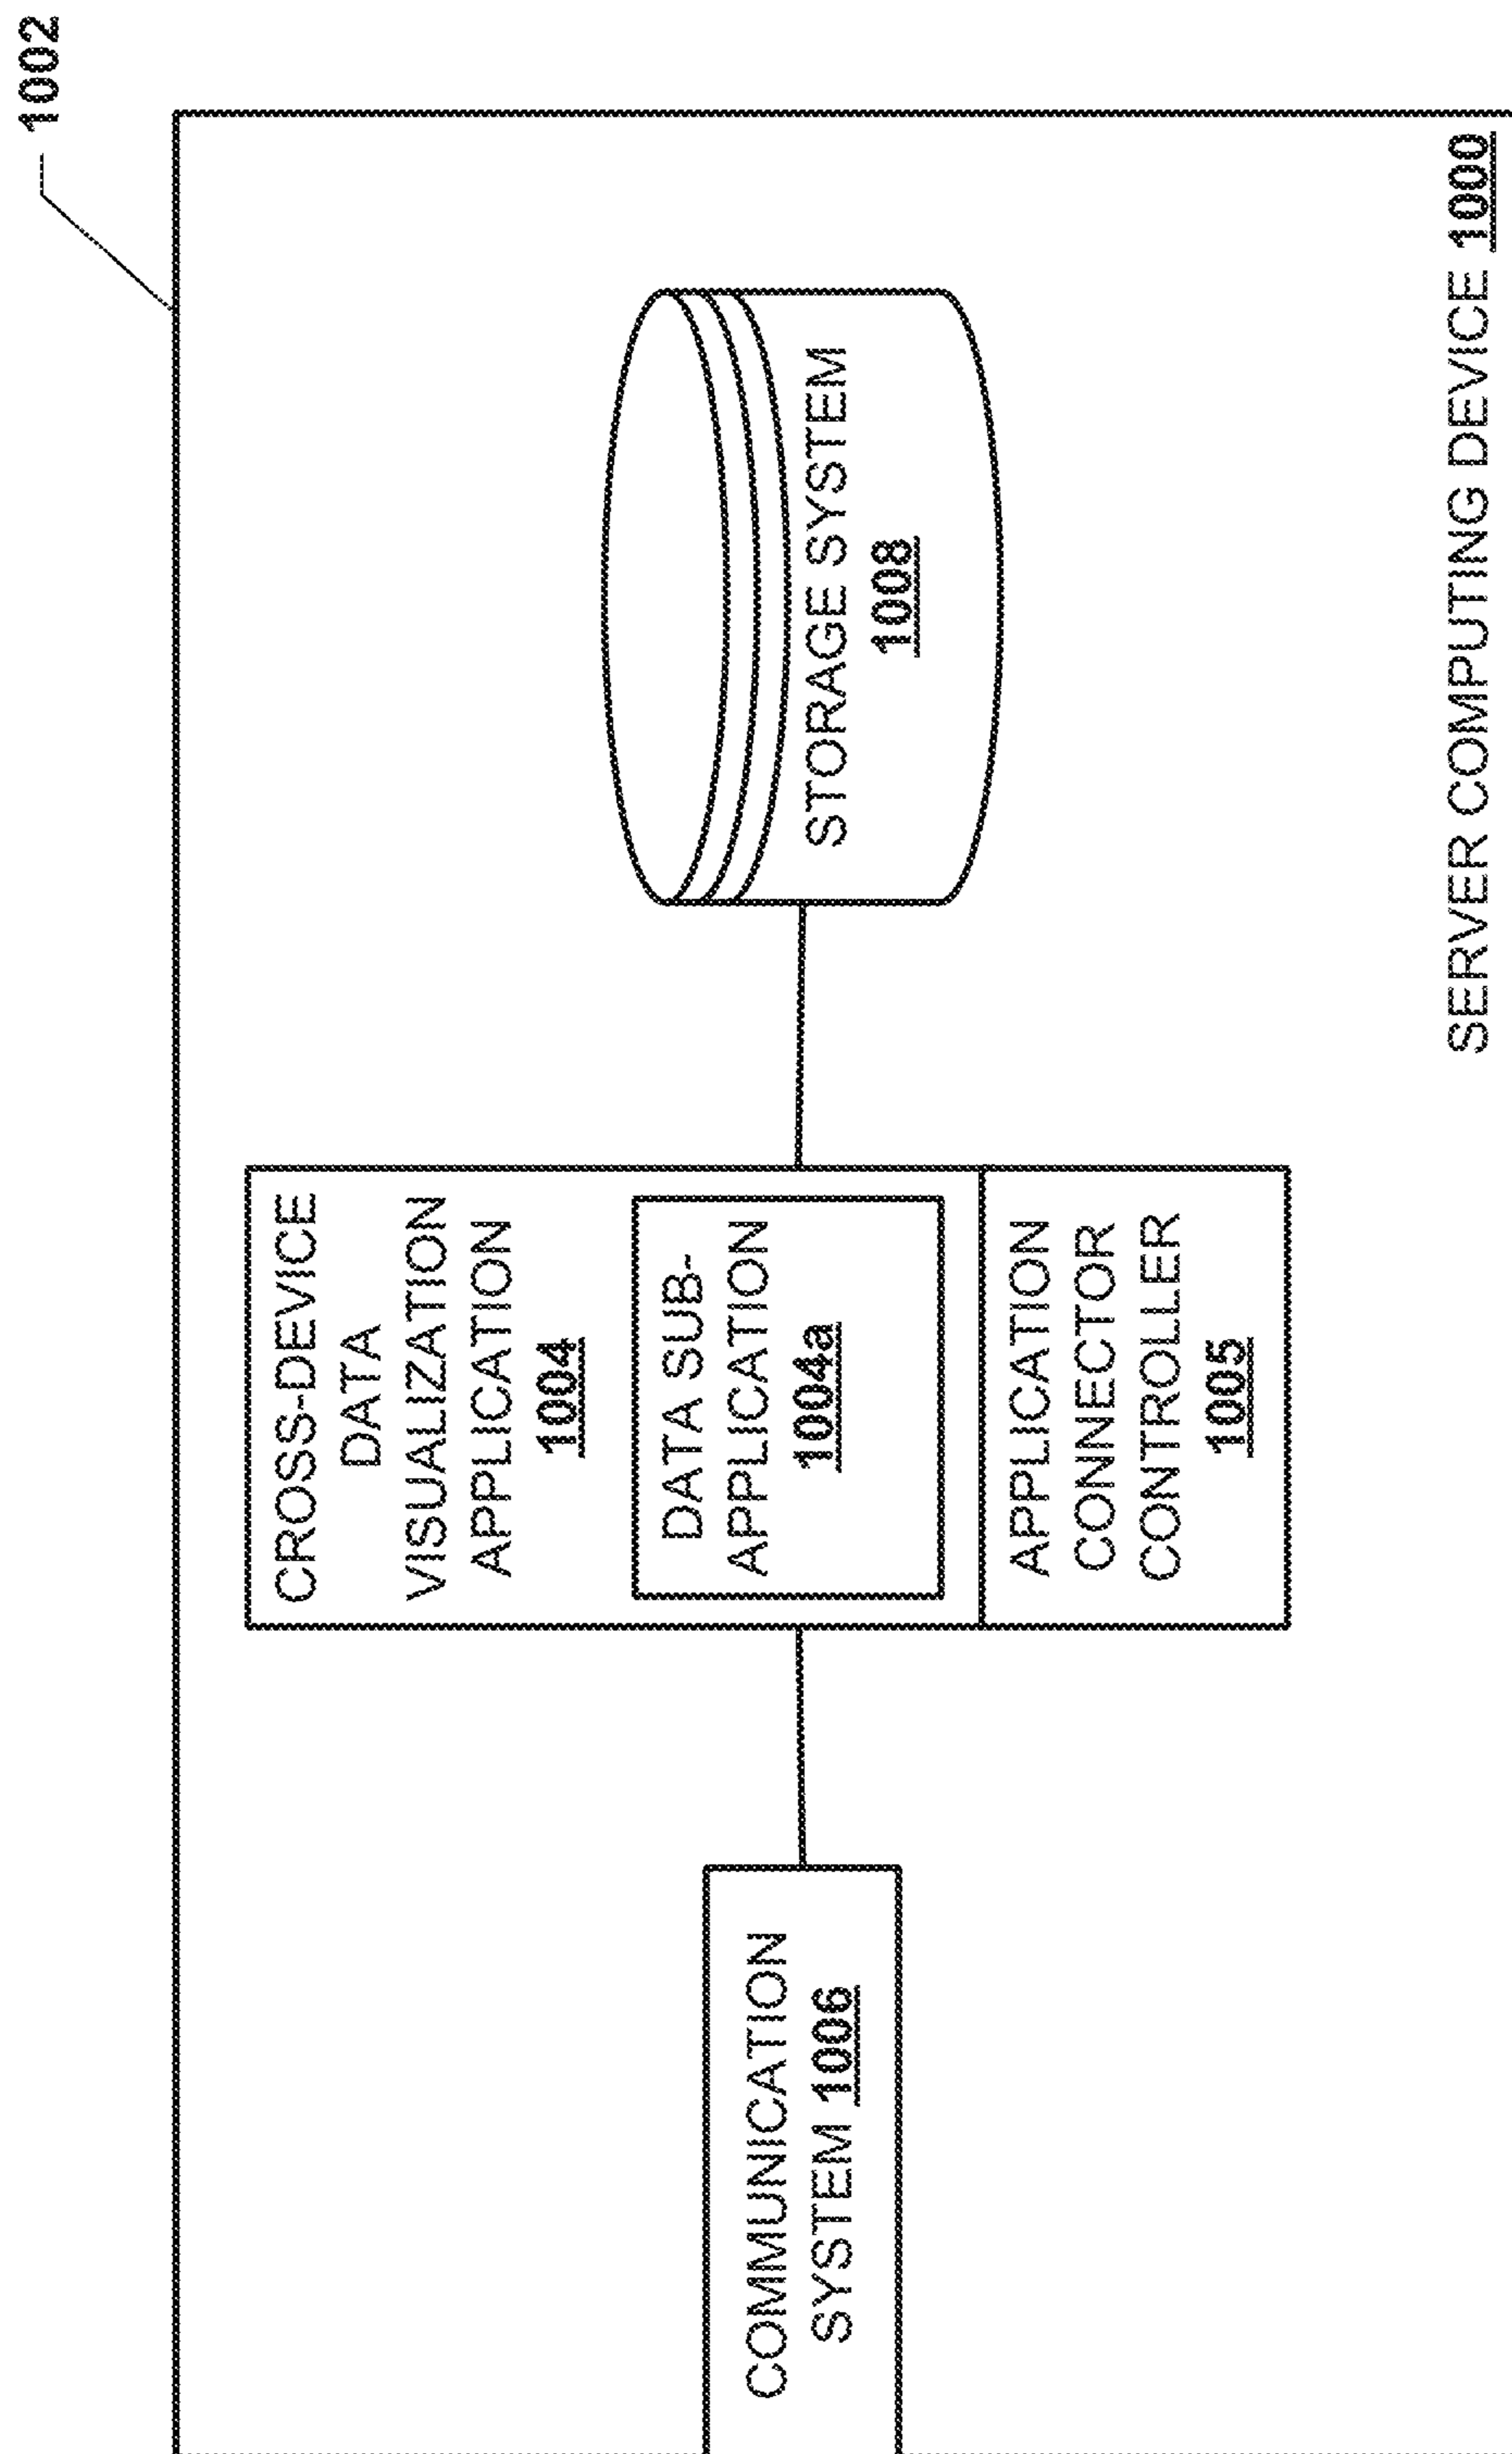 1002
CROSS-DEVICE
DATA
VISUALIZATION
APPLICATION
1004
DATA SUB-
APPLICATION
1004a
APPLICATION
CONNECTOR
CONTROLLER
1005
COMMUNICATION
SYSTEM 1006
STORAGE SYSTEM
1008
SERVER COMPUTING DEVICE 1000